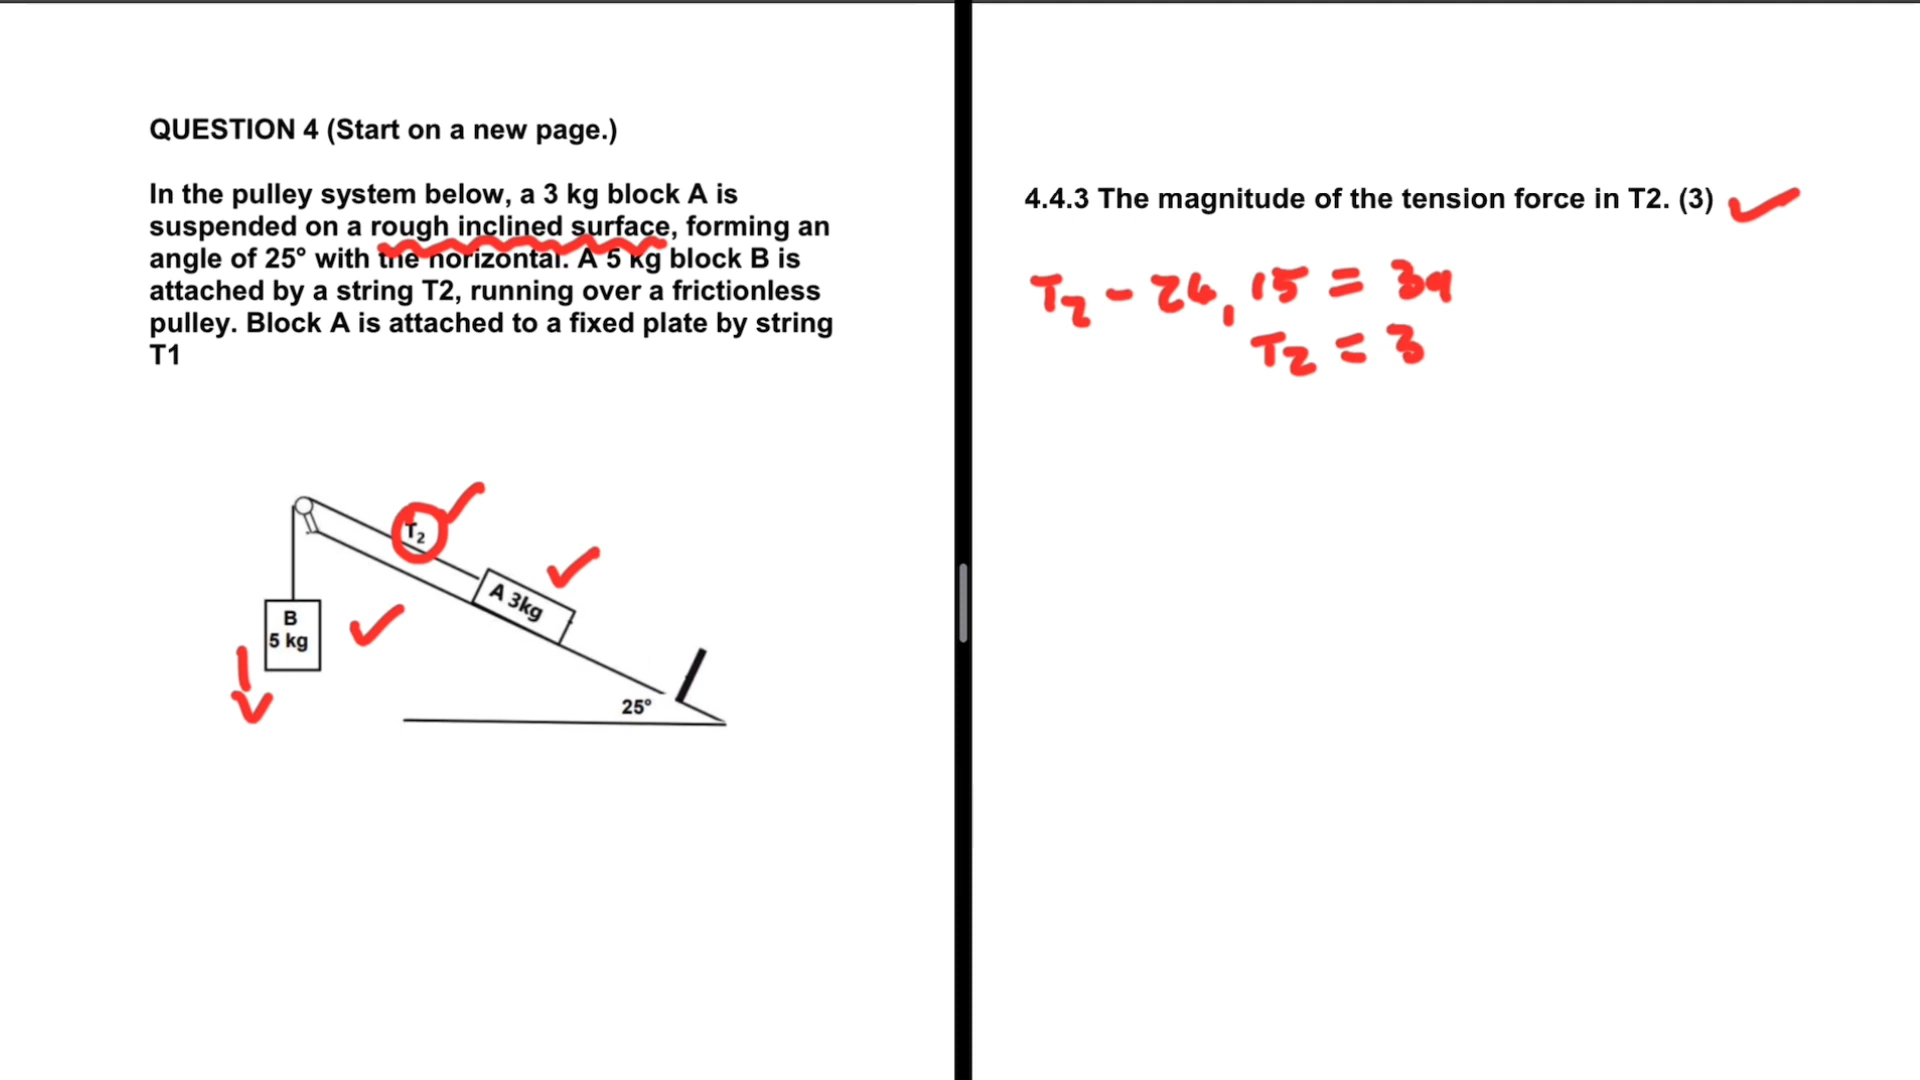 QUESTION 4 (Start on a new page.)
In the pulley system below, a 3 kg block A is
suspended on a rough inclined surface, forming an
angle of 25° with the horizontal. A 5 kg block B is
attached by a string T2, running over a frictionless
pulley. Block A is attached to a fixed plate by string
T1
T2
A 3kg
B
5 kg
25°
4.4.3 The magnitude of the tension force in T2. (3)
T2 - 24,15 = 3a
T2 = 3